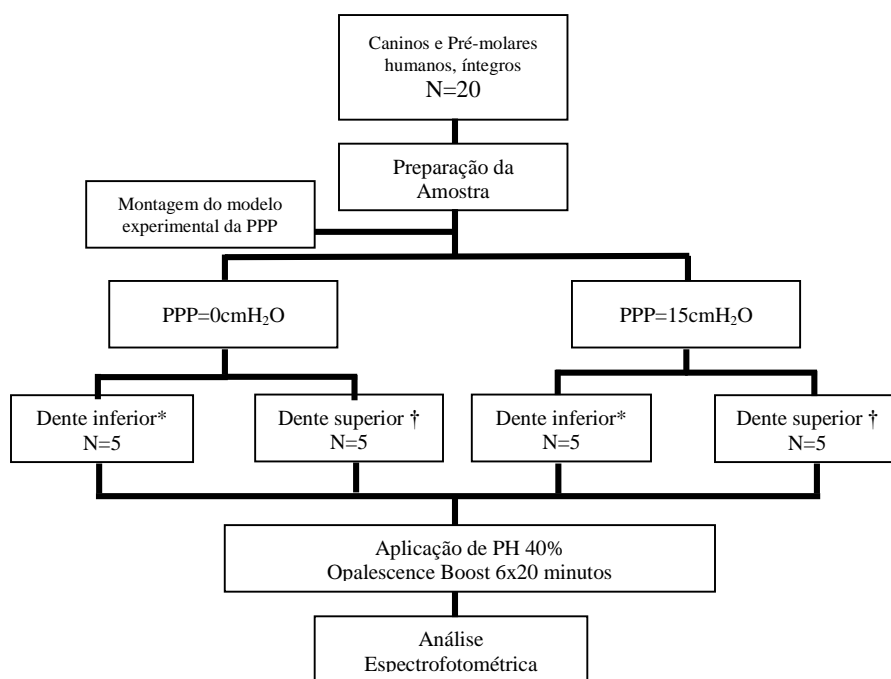 Caninos e Pré-molares
humanos, íntegros
N=20
Preparação da
Amostra
Montagem do modelo
experimental da PPP
PPP=0cmH₂O
PPP=15cmH₂O
Dente inferior*
N=5
Dente superior †
N=5
Dente inferior*
N=5
Dente superior †
N=5
Aplicação de PH 40%
Opalescence Boost 6x20 minutos
Análise
Espectrofotométrica